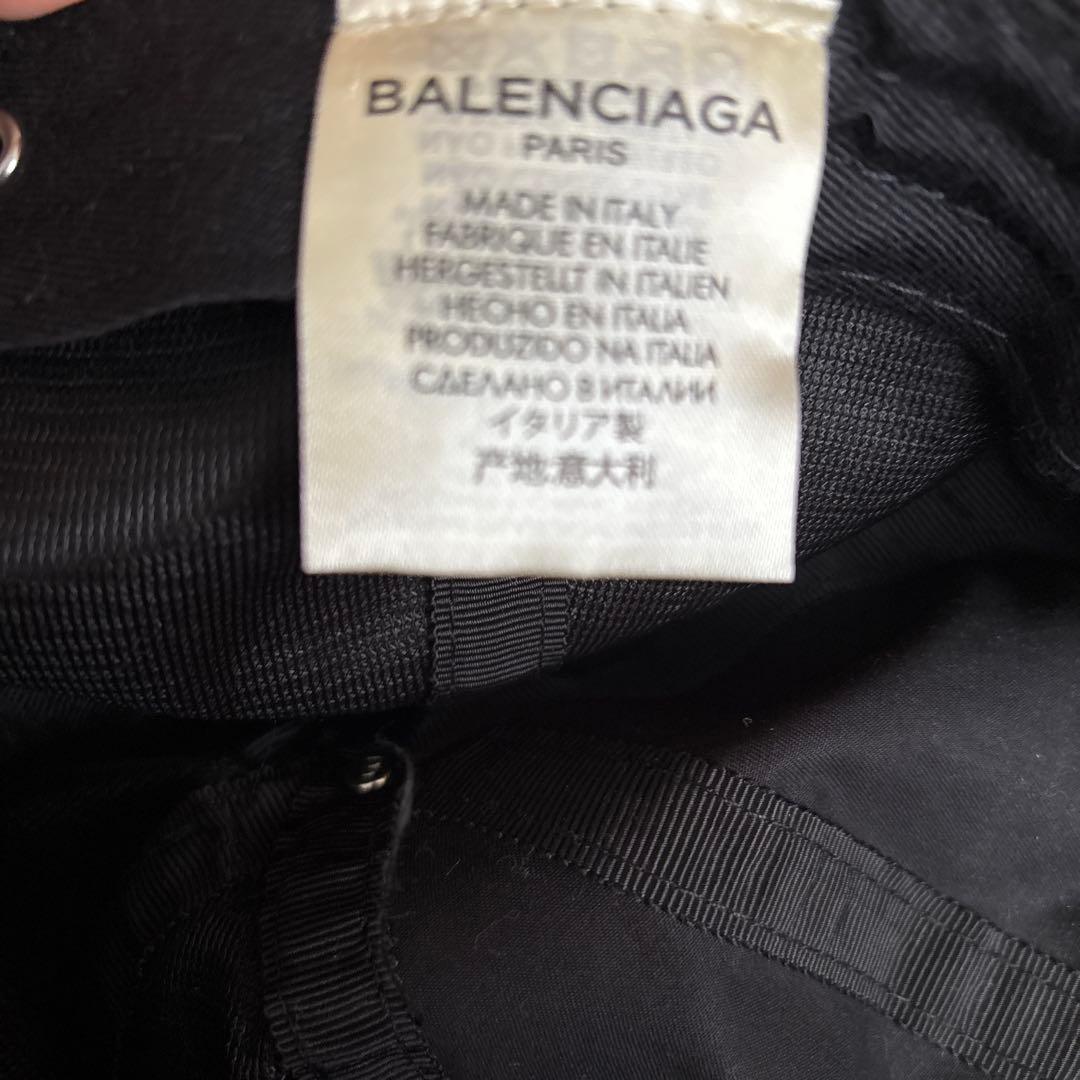 BALENCIAGA
PARIS
MADE IN ITALY
FABRIQUE EN ITALIE
HERGESTELLT IN ITALIEN
HECHO EN ITALIA
PRODUZIDO NA ITALIA
СДЕЛАНО В ИТАЛИИ
イタリア製
产地:意大利